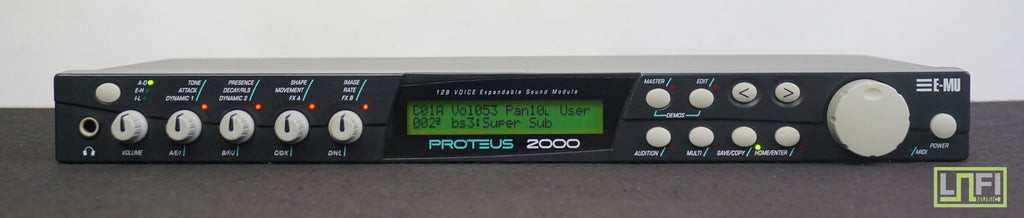 A-D
E-H
I-L
TONE
ATTACK
DYNAMIC 1
PRESENCE
DECAY/RLS
DYNAMIC 2
SHAPE
MOVEMENT
FX A
IMAGE
RATE
FX B
128 VOICE Expandable Sound Module
C01A Vol053 Pan10L User
002# bs3:Super Sub
PROTEUS 2000
MASTER
EDIT
DEMOS
< >
E-MU
VOLUME
A/E/I
B/F/J
C/G/K
D/H/L
AUDITION
MULTI
SAVE/COPY
HOME/ENTER
POWER
MIDI
LNFI
MUSIC